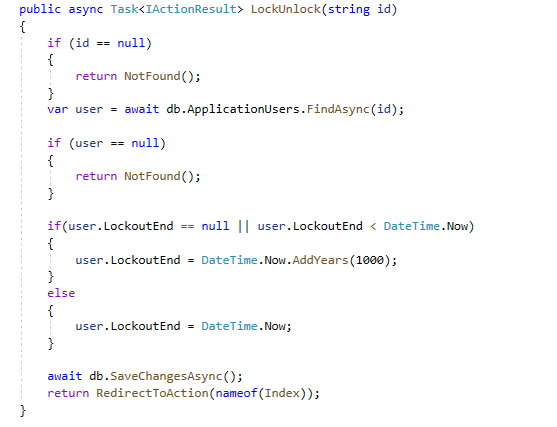 public async Task<IActionResult> LockUnlock(string id)
{
if (id == null)
{
return NotFound();
}
var user = await db.ApplicationUsers.FindAsync(id);
if (user == null)
{
return NotFound();
}
if(user.LockoutEnd == null || user.LockoutEnd < DateTime.Now)
{
user.LockoutEnd = DateTime.Now.AddYears(1000);
}
else
{
user.LockoutEnd = DateTime.Now;
}
await db.SaveChangesAsync();
return RedirectToAction(nameof(Index));
}